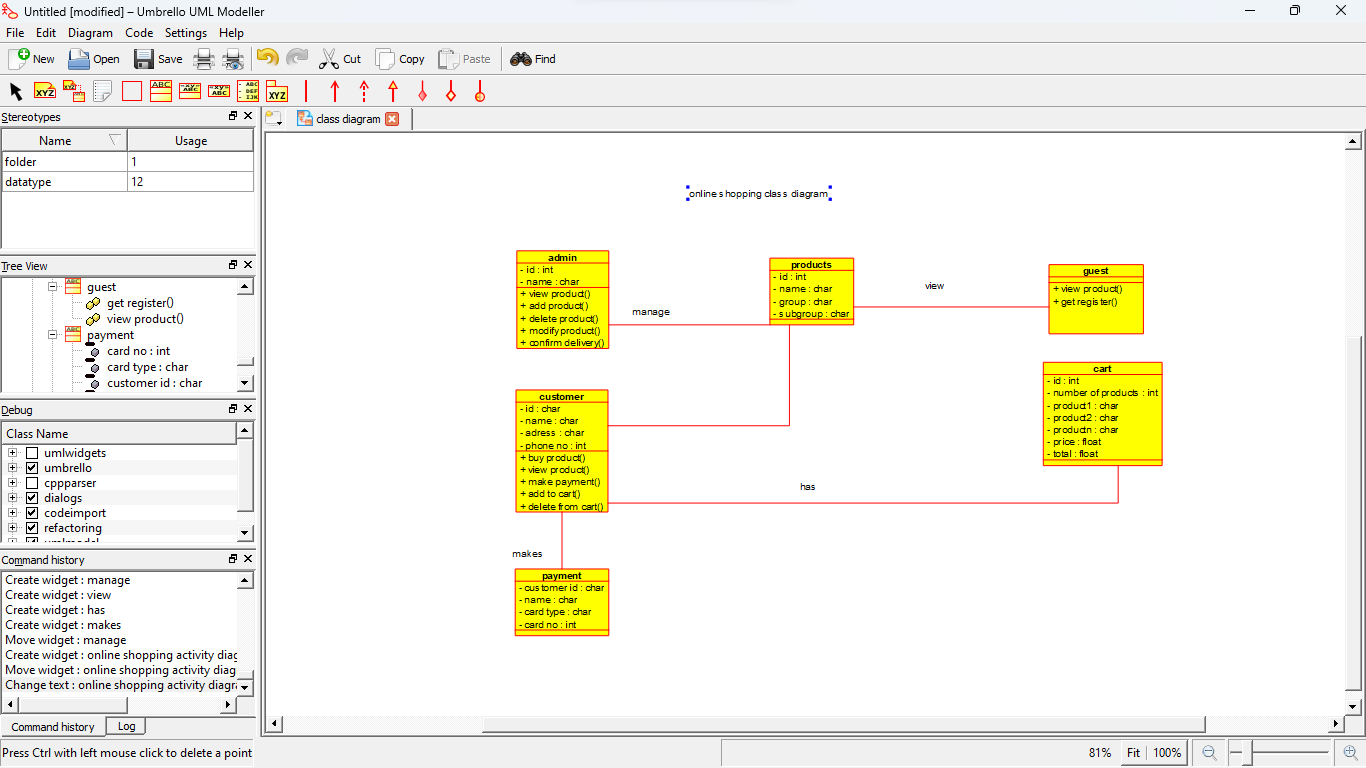 Untitled [modified] – Umbrello UML Modeller
File Edit Diagram Code Settings Help
New Open Save Cut Copy Paste Find
Stereotypes
Name Usage
folder 1
datatype 12
Tree View
guest
get register()
view product()
payment
card no : int
card type : char
customer id : char
Debug
Class Name
umlwidgets
umbrello
cppparser
dialogs
codeimport
refactoring
Command history
Create widget : manage
Create widget : view
Create widget : has
Create widget : makes
Move widget : manage
Create widget : online shopping activity diag
Move widget : online shopping activity diag
Change text : online shopping activity diagr
Command history Log
Press Ctrl with left mouse click to delete a point
class diagram
online shopping class diagram
admin
- id : int
- name : char
+ view product()
+ add product()
+ delete product()
+ modify product()
+ confirm delivery()
manage
products
- id : int
- name : char
- group : char
- subgroup : char
view
guest
+ view product()
+ get register()
customer
- id : char
- name : char
- adress : char
- phone no : int
+ buy product()
+ view product()
+ make payment()
+ add to cart()
+ delete from cart()
cart
- id : int
- number of products : int
- product1 : char
- product2 : char
- productn : char
- price : float
- total : float
has
makes
payment
- customer id : char
- name : char
- card type : char
- card no : int
81% Fit 100%